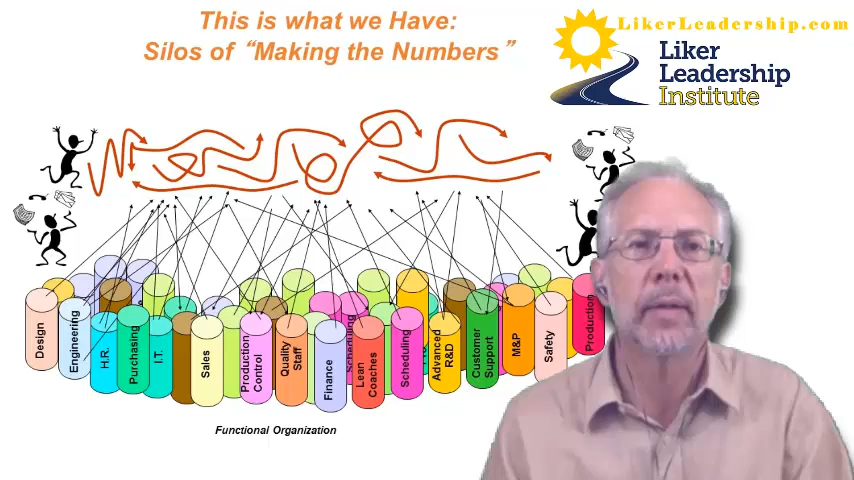 This is what we Have:
Silos of “Making the Numbers”
LikerLeadership.com
Liker
Leadership
Institute
Design
Engineering
H.R.
Purchasing
I.T.
Sales
Production
Control
Quality
Staff
Finance
Scheduling
Lean
Coaches
Scheduling
Advanced
R&D
Customer
Support
M&P
Safety
Production
Functional Organization